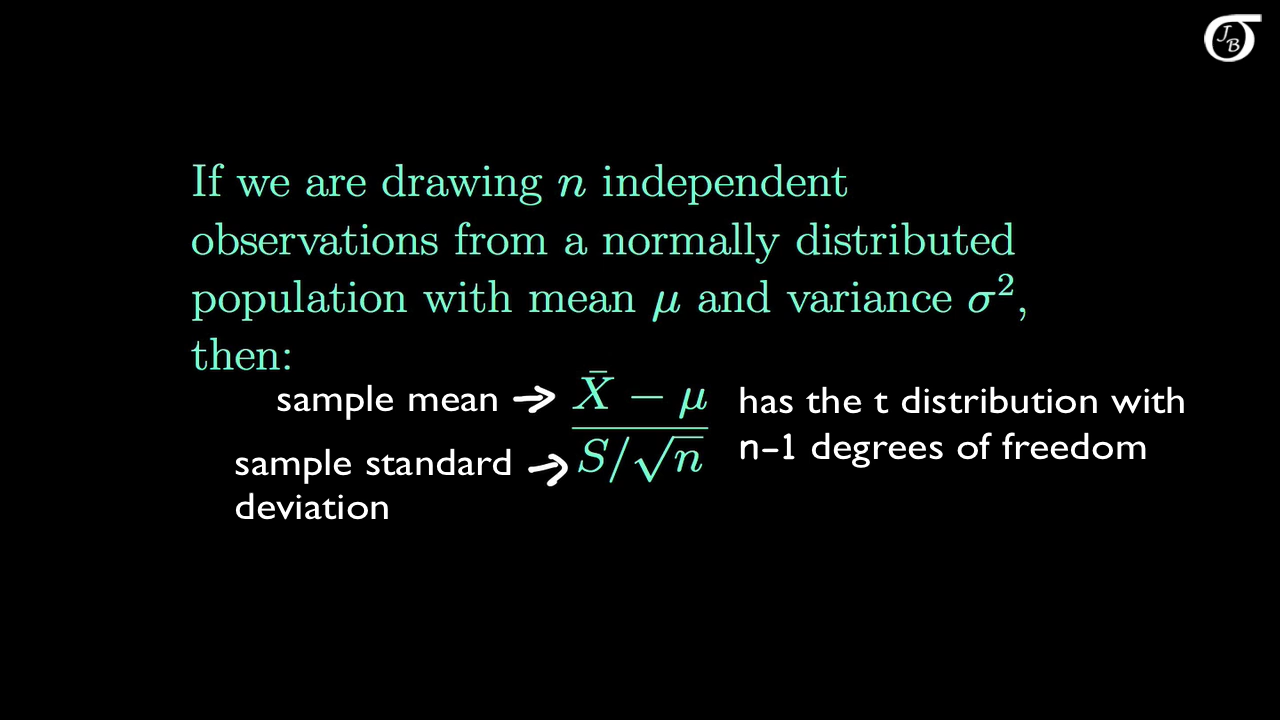 JB
If we are drawing n independent
observations from a normally distributed
population with mean μ and variance σ²,
then:
sample mean → X̄ − μ has the t distribution with
sample standard → S/√n n−1 degrees of freedom
deviation